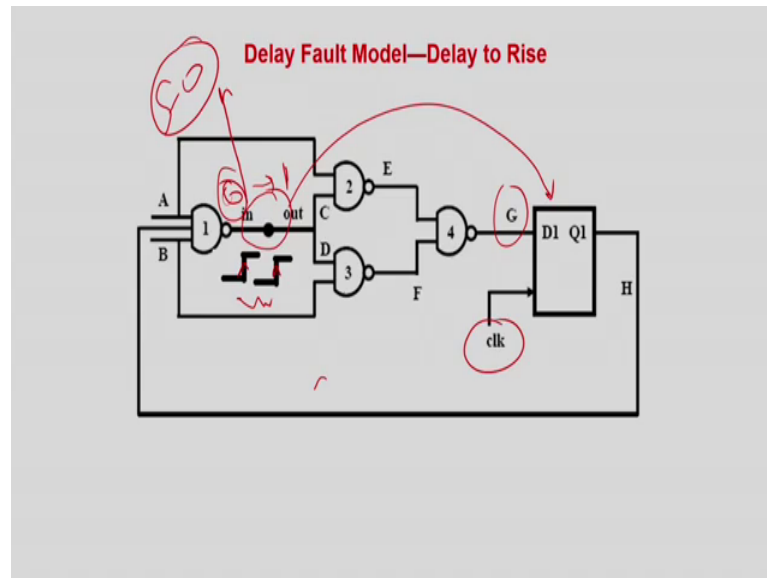 Delay Fault Model—Delay to Rise
A
in
out
1
B
2
E
C
D
3
F
4
G
D1 Q1
clk
H